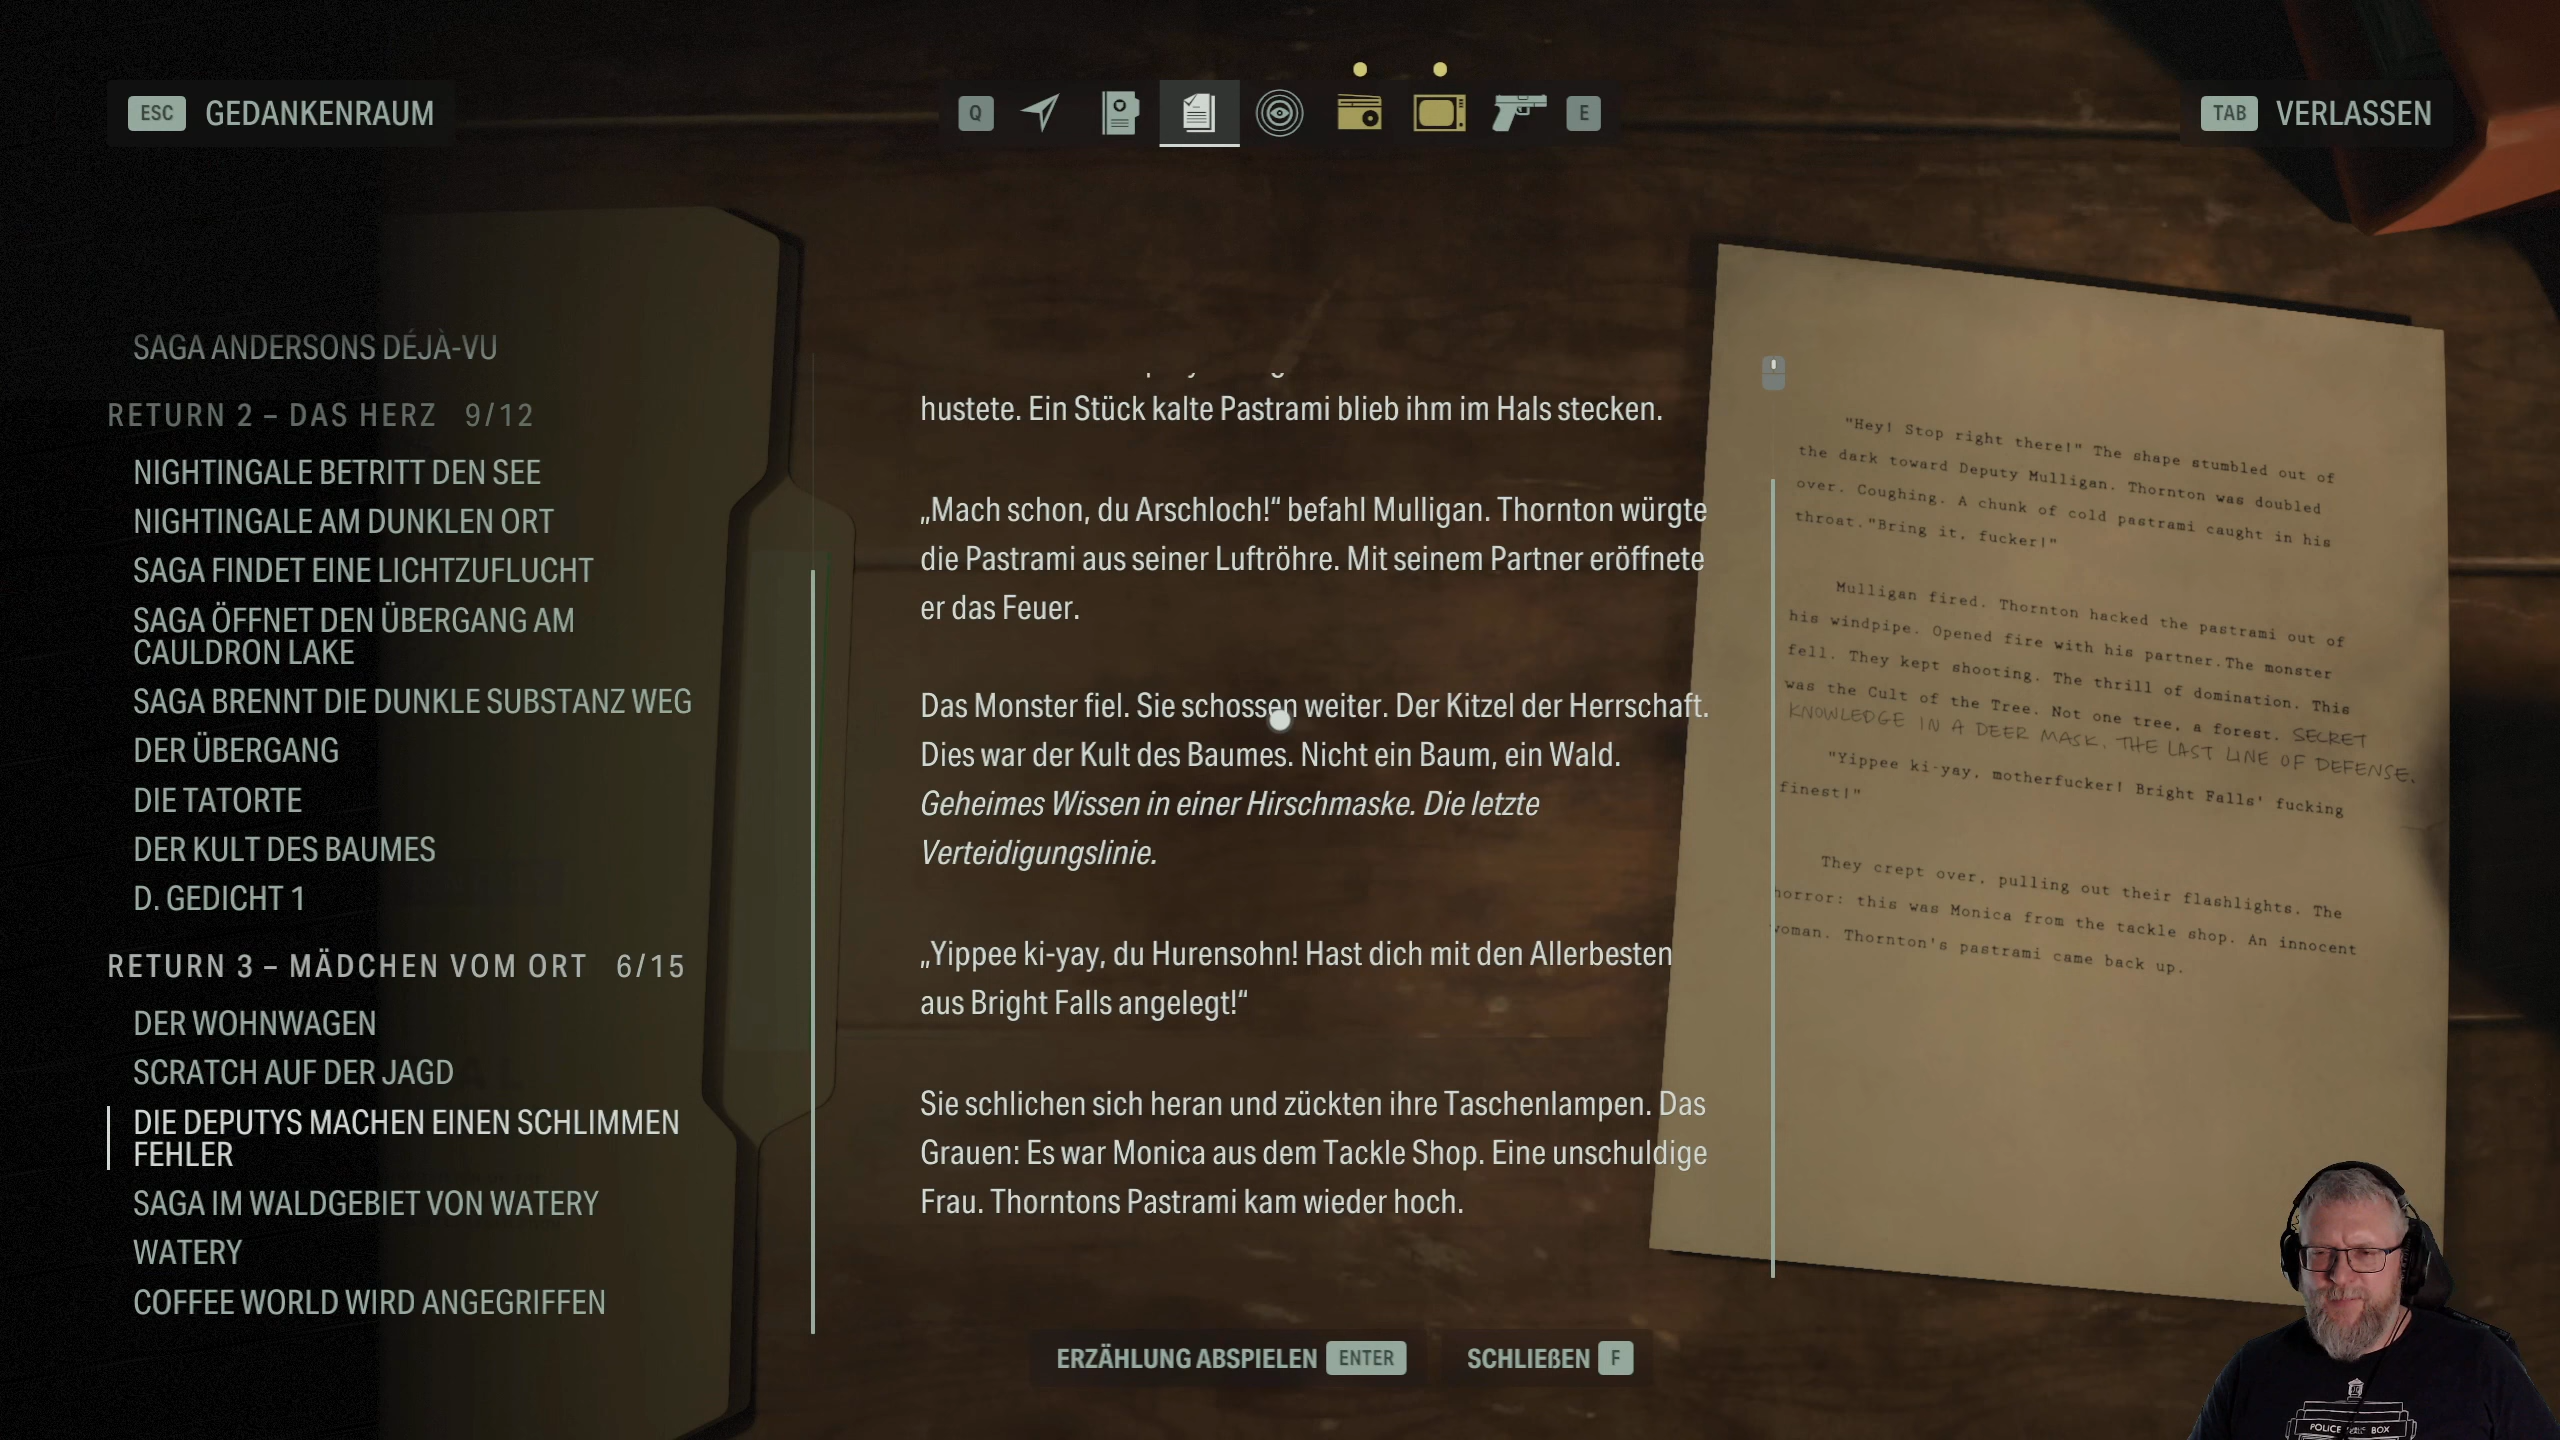 ESC GEDANKENRAUM
Q
E
TAB VERLASSEN
SAGA ANDERSONS DÉJÀ-VU
RETURN 2 – DAS HERZ 9/12
NIGHTINGALE BETRITT DEN SEE
NIGHTINGALE AM DUNKLEN ORT
SAGA FINDET EINE LICHTZUFLUCHT
SAGA ÖFFNET DEN ÜBERGANG AM
CAULDRON LAKE
SAGA BRENNT DIE DUNKLE SUBSTANZ WEG
DER ÜBERGANG
DIE TATORTE
DER KULT DES BAUMES
D. GEDICHT 1
RETURN 3 – MÄDCHEN VOM ORT 6/15
DER WOHNWAGEN
SCRATCH AUF DER JAGD
DIE DEPUTYS MACHEN EINEN SCHLIMMEN
FEHLER
SAGA IM WALDGEBIET VON WATERY
WATERY
COFFEE WORLD WIRD ANGEGRIFFEN
hustete. Ein Stück kalte Pastrami blieb ihm im Hals stecken.
„Mach schon, du Arschloch!“ befahl Mulligan. Thornton würgte
die Pastrami aus seiner Luftröhre. Mit seinem Partner eröffnete
er das Feuer.
Das Monster fiel. Sie schossen weiter. Der Kitzel der Herrschaft.
Dies war der Kult des Baumes. Nicht ein Baum, ein Wald.
Geheimes Wissen in einer Hirschmaske. Die letzte
Verteidigungslinie.
„Yippee ki-yay, du Hurensohn! Hast dich mit den Allerbesten
aus Bright Falls angelegt!“
Sie schlichen sich heran und zückten ihre Taschenlampen. Das
Grauen: Es war Monica aus dem Tackle Shop. Eine unschuldige
Frau. Thorntons Pastrami kam wieder hoch.
"Hey! Stop right there!" The shape stumbled out of
the dark toward Deputy Mulligan. Thornton was doubled
over. Coughing. A chunk of cold pastrami caught in his
throat."Bring it, fucker!"
Mulligan fired. Thornton hacked the pastrami out of
his windpipe. Opened fire with his partner.The monster
fell. They kept shooting. The thrill of domination. This
was the Cult of the Tree. Not one tree, a forest. SECRET
KNOWLEDGE IN A DEER MASK. THE LAST LINE OF DEFENSE.
"Yippee ki-yay, motherfucker! Bright Falls' fucking
finest!"
They crept over, pulling out their flashlights. The
horror: this was Monica from the tackle shop. An innocent
woman. Thornton's pastrami came back up.
ERZÄHLUNG ABSPIELEN ENTER
SCHLIEßEN F
POLICE BOX